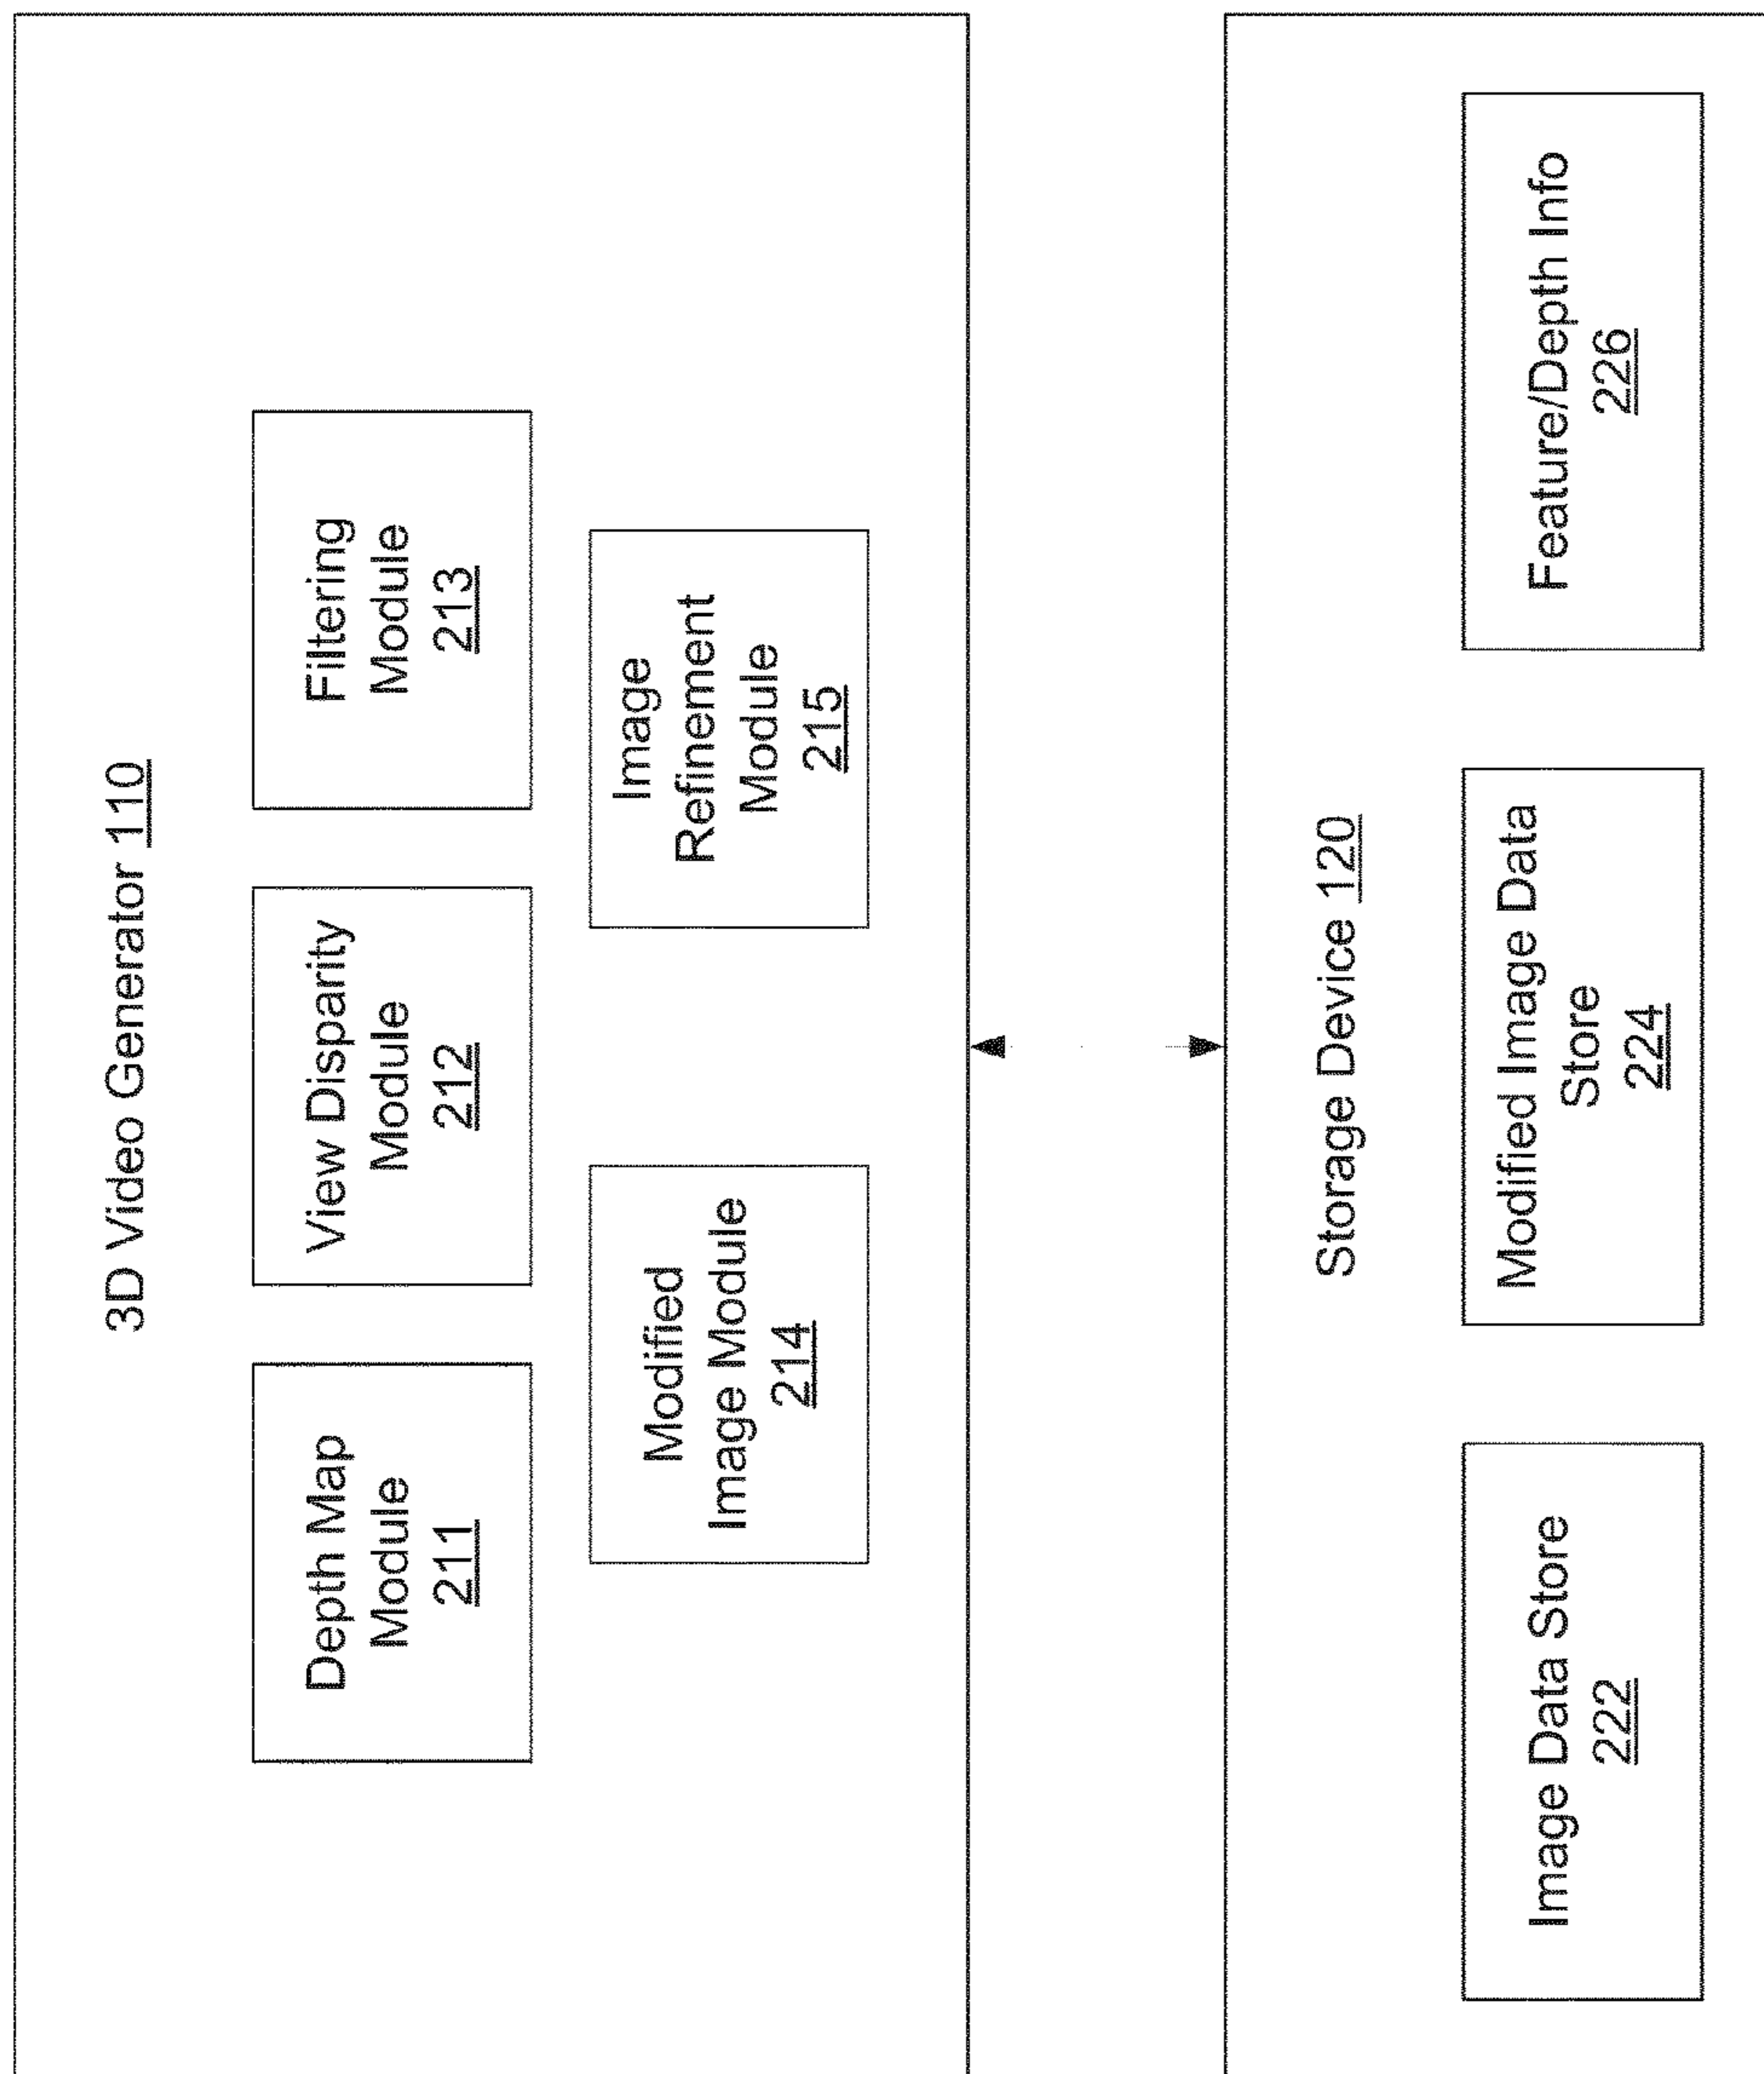 3D Video Generator 110
Depth Map
Module
211
View Disparity
Module
212
Filtering
Module
213
Modified
Image Module
214
Image
Refinement
Module
215
Storage Device 120
Image Data Store
222
Modified Image Data
Store
224
Feature/Depth Info
226